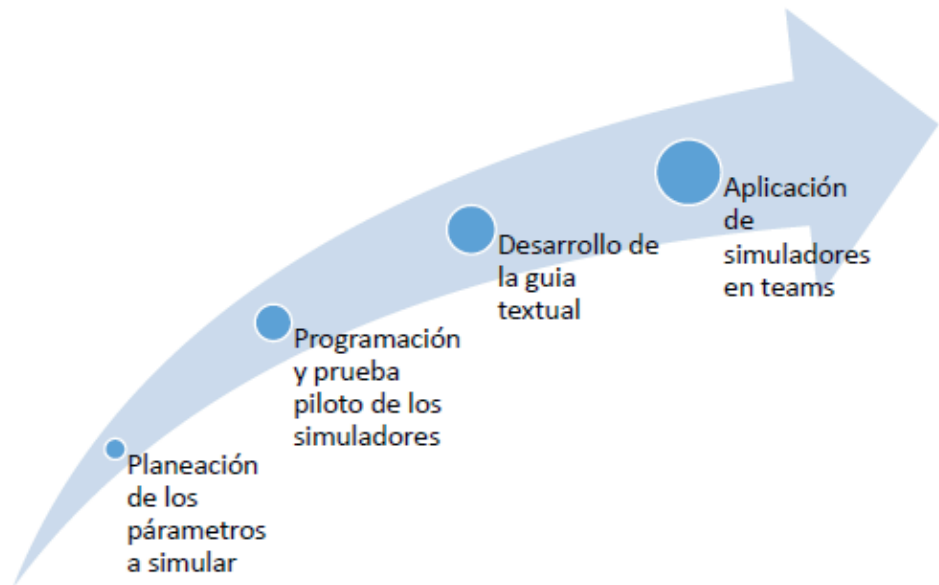 Planeación
de los
párametros
a simular
Programación
y prueba
piloto de los
simuladores
Desarrollo de
la guia
textual
Aplicación
de
simuladores
en teams